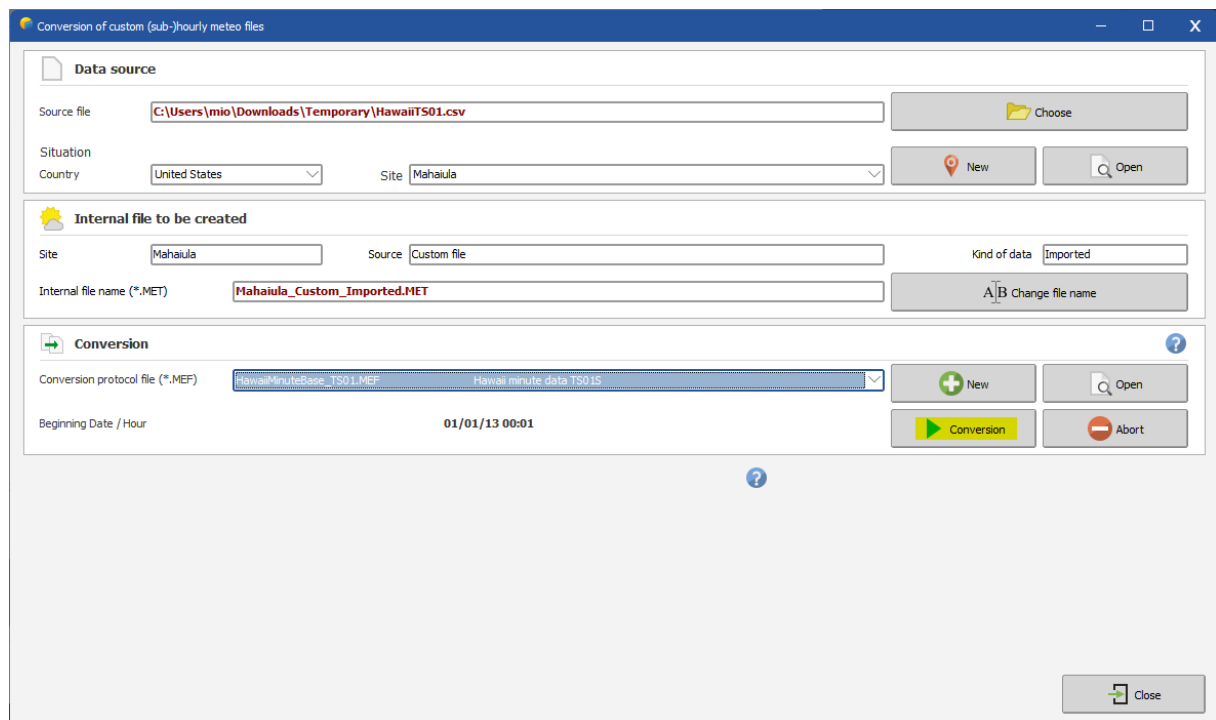 Conversion of custom (sub-)hourly meteo files
Data source
Source file C:\Users\mio\Downloads\Temporary\HawaiiTS01.csv Choose
Situation
Country United States Site Mahaiula New Open
Internal file to be created
Site Mahaiula Source Custom file Kind of data Imported
Internal file name (*.MET) Mahaiula_Custom_Imported.MET A B Change file name
Conversion ?
Conversion protocol file (*.MEF) HawaiiMinuteBase_TS01.MEF Hawaii minute data TS01S New Open
Beginning Date / Hour 01/01/13 00:01 Conversion Abort
?
Close